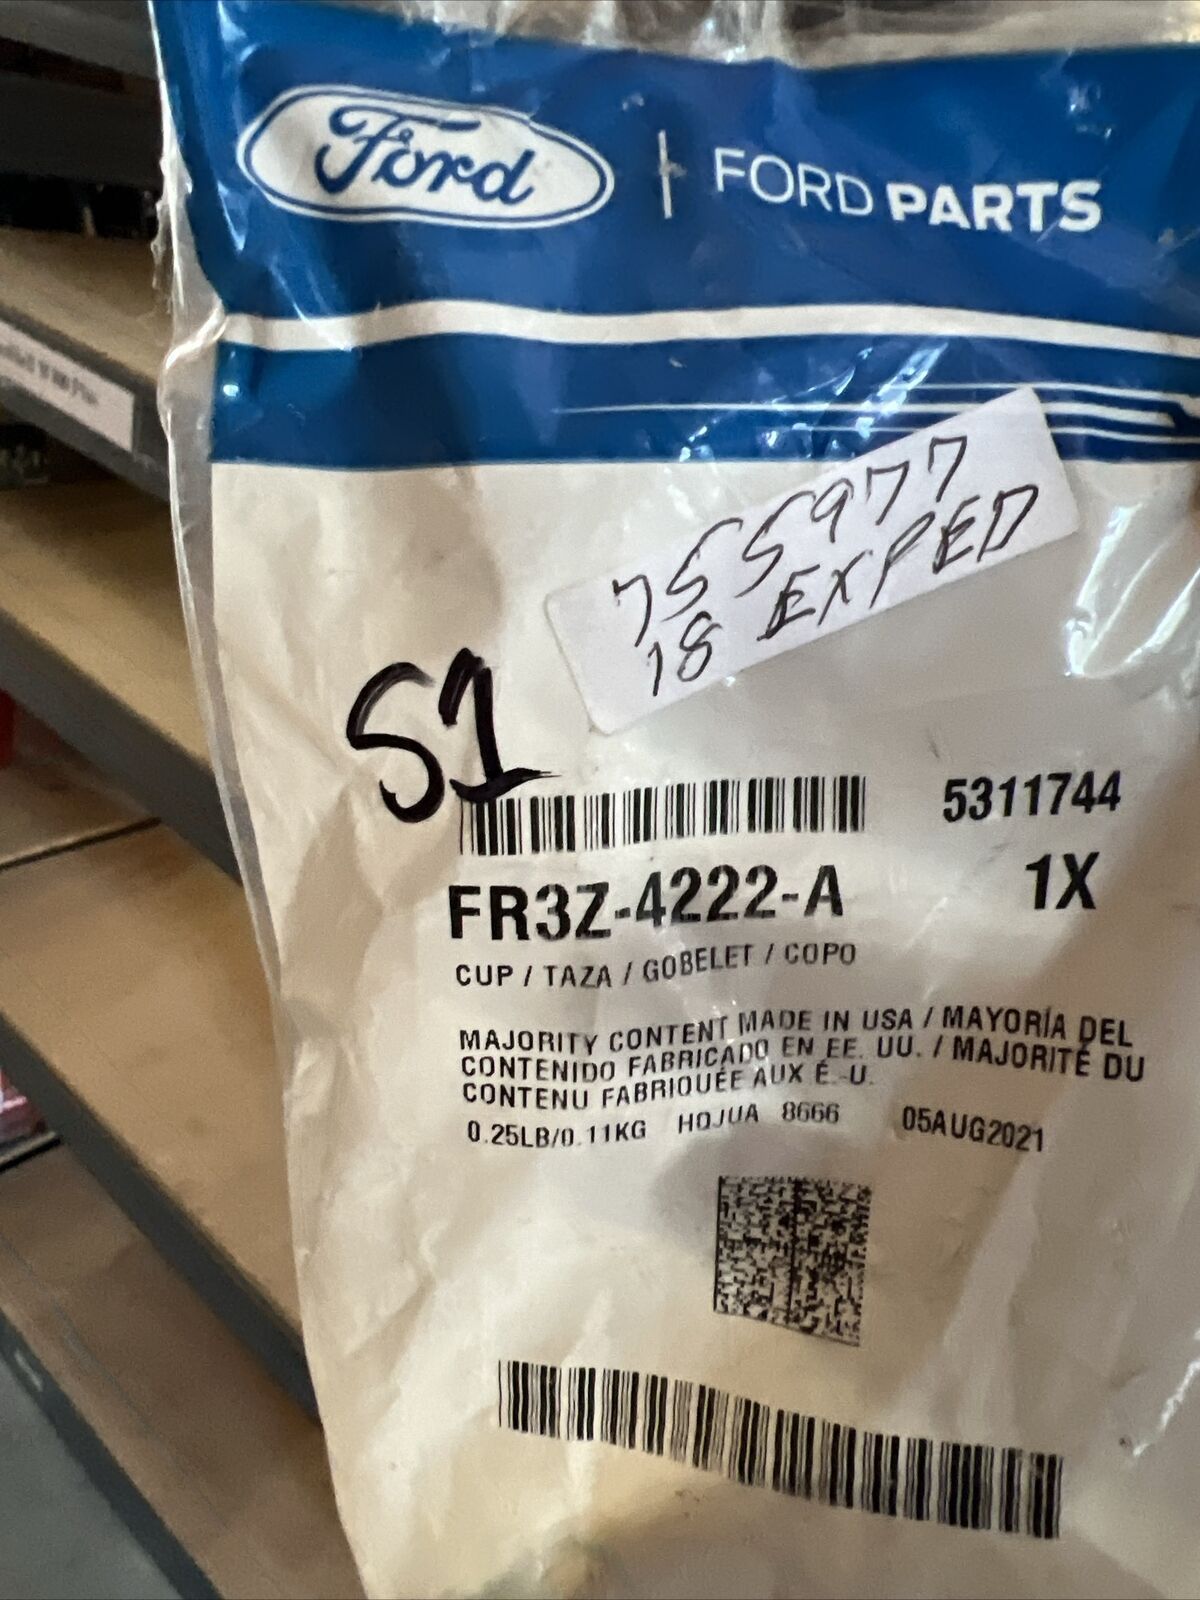 Ford | FORD PARTS
755977
18 EXPED
S1
5311744
FR3Z-4222-A 1X
CUP / TAZA / GOBELET / COPO
MAJORITY CONTENT MADE IN USA / MAYORÍA DEL
CONTENIDO FABRICADO EN EE. UU. / MAJORITÉ DU
CONTENU FABRIQUÉE AUX É.-U.
0.25LB/0.11KG HOJUA 8666 05AUG2021